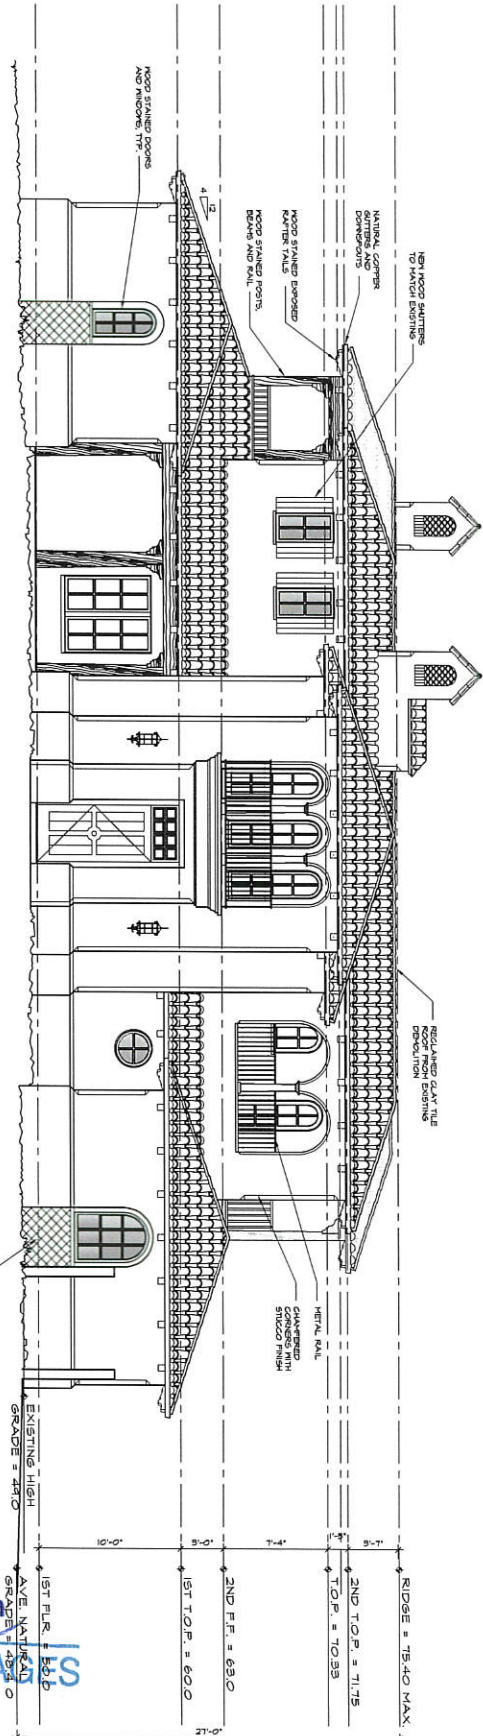 WOOD STAINED DOORS
AND WINDOWS, TYP.
4
12
WOOD STAINED POSTS,
BEAMS AND RAIL
WOOD STAINED EXPOSED
RAFTER TAILS
NATURAL COPPER
GUTTERS AND
DOWNSPOUTS
NEW WOOD SHUTTERS
TO MATCH EXISTING
RECLAIMED CLAY TILE
ROOF FROM EXISTING
DEMOLITION
METAL RAIL
CHAMFERED
CORNERS WITH
STUCCO FINISH
EXISTING HIGH
GRADE = 49.0
10'-0"
3'-0"
7'-4"
3'-7"
RIDGE = 75.40 MAX.
2ND T.O.P. = 71.75
T.O.P. = 70.33
2ND F.F. = 63.0
1ST T.O.P. = 60.0
1ST FLR. = 50.0
AVE. NATURAL
27'-0"